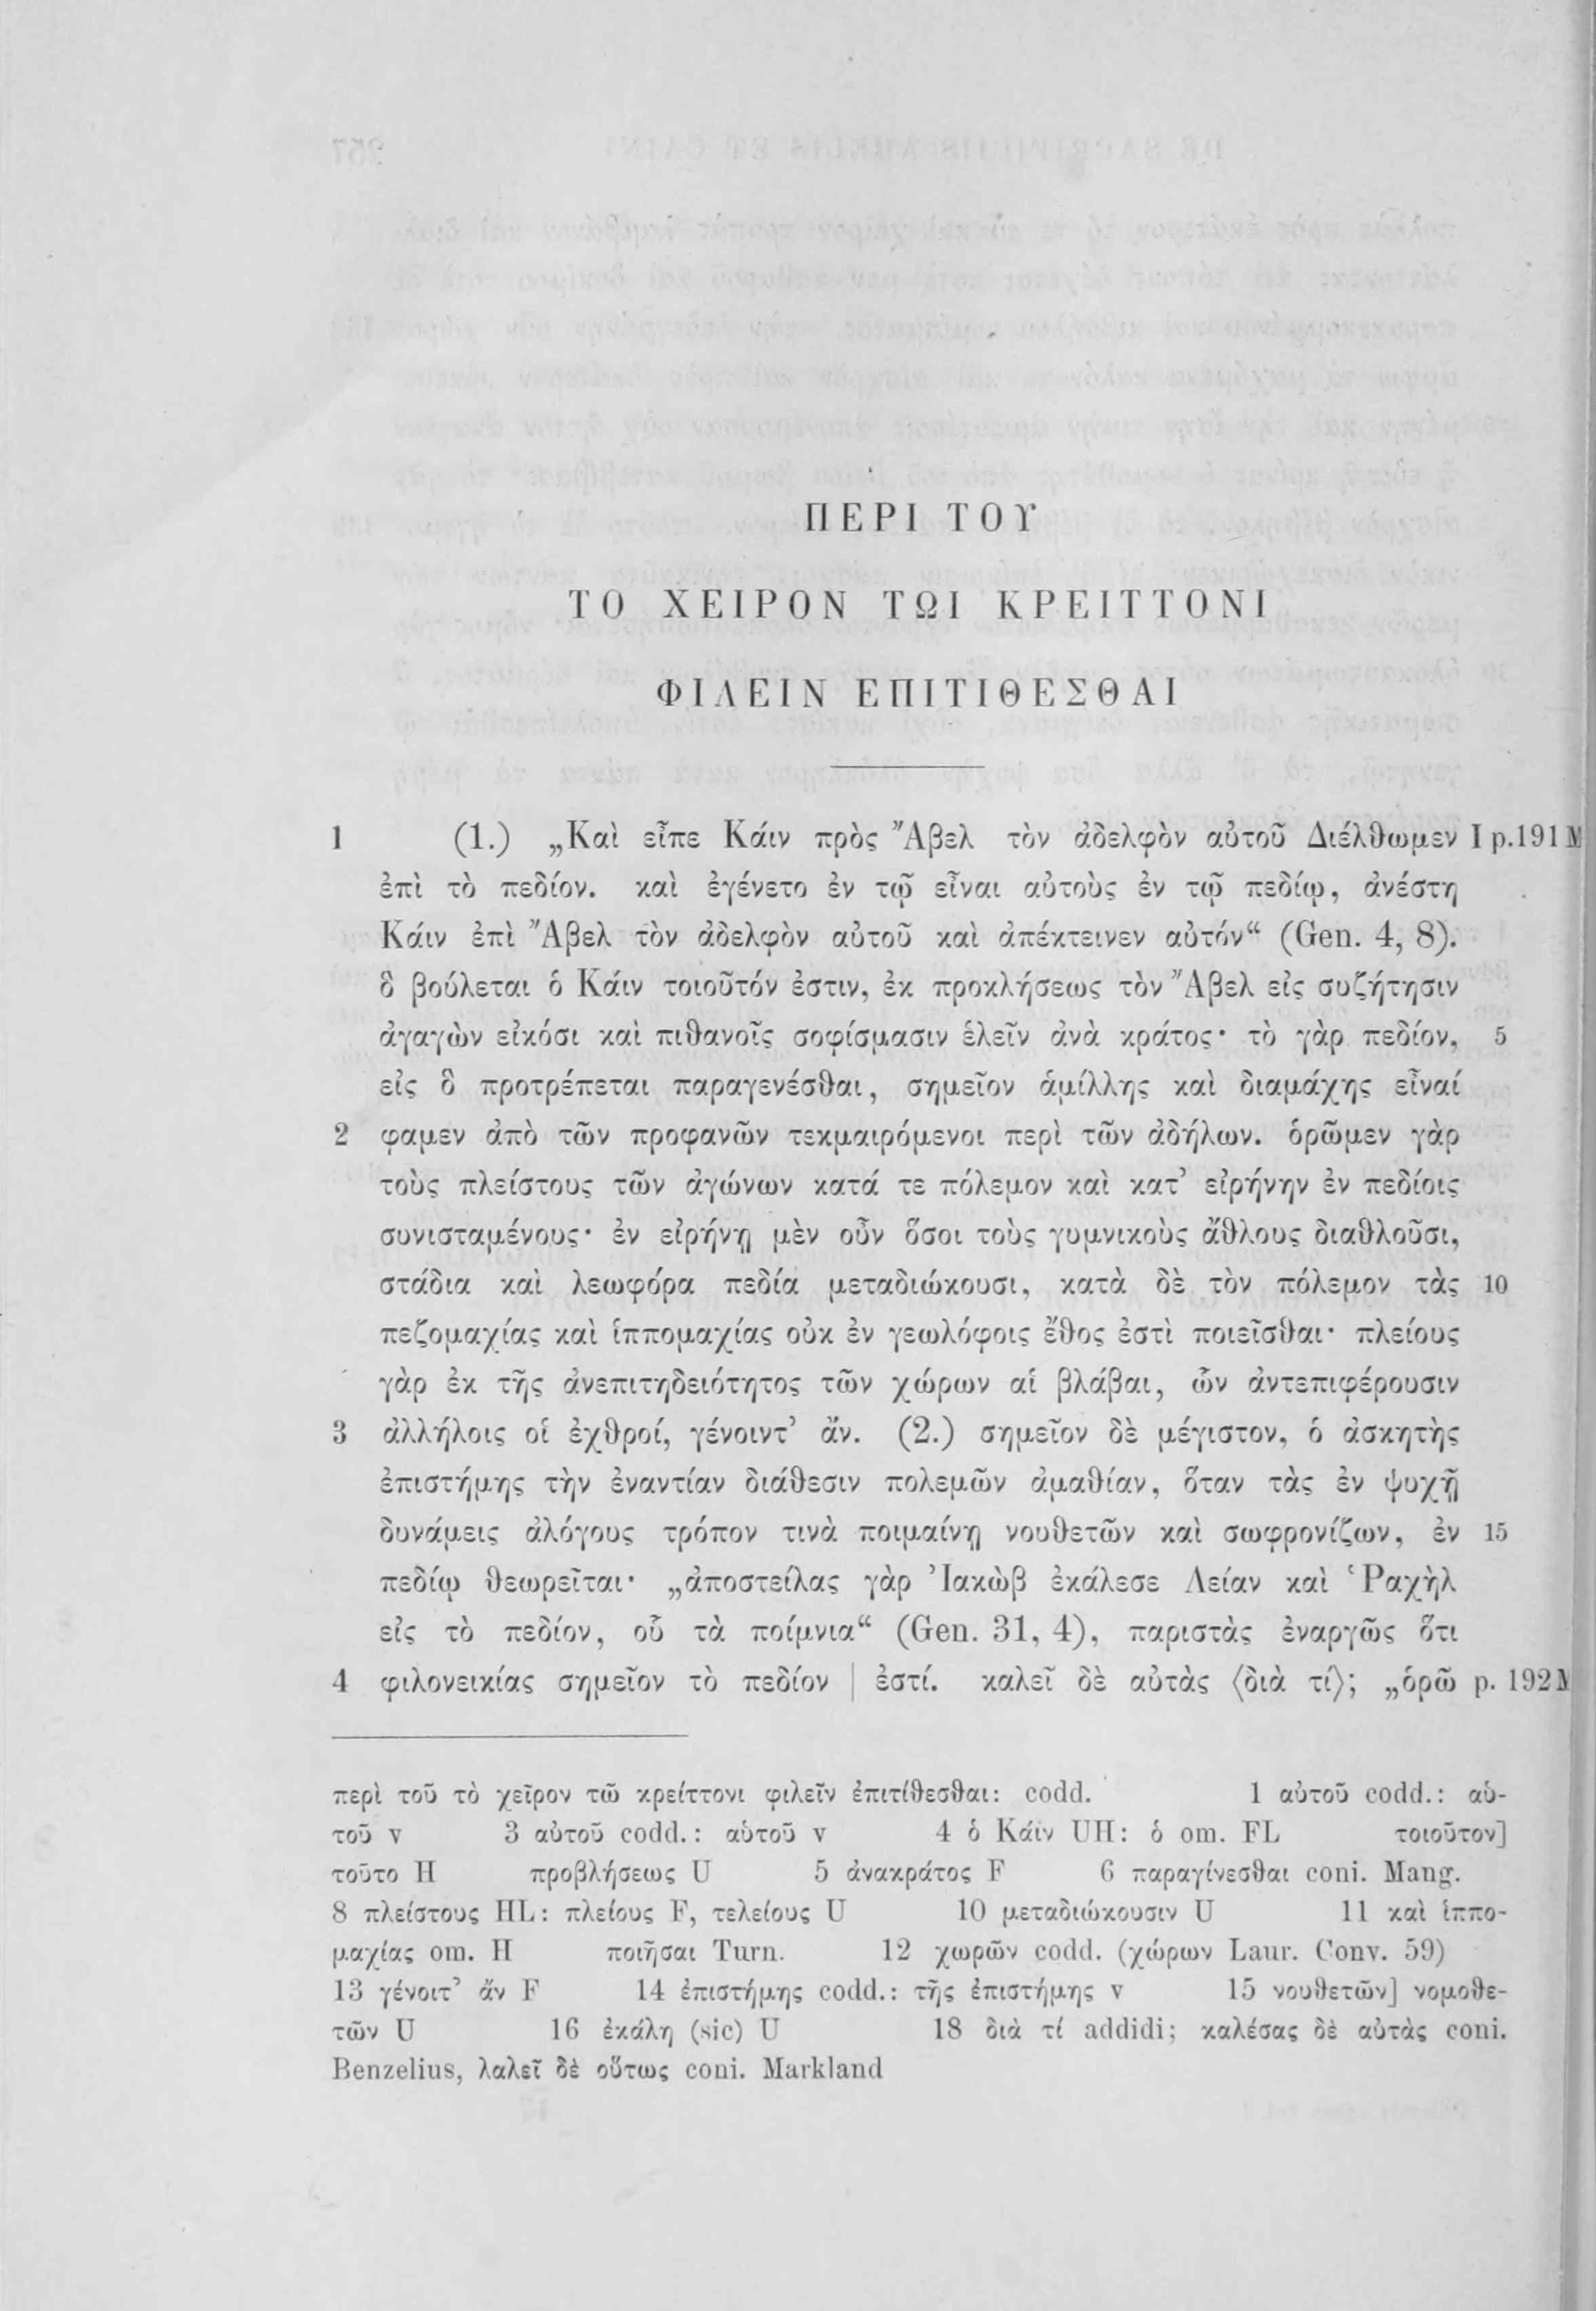 ΠΕΡΙ ΤΟΥ
ΤΟ ΧΕΙΡΟΝ ΤΩΙ ΚΡΕΙΤΤΟΝΙ
ΦΙΛΕΙΝ ΕΠΙΤΙΘΕΣΘΑΙ
1 (1.) „Καὶ εἶπε Κάιν πρὸς Ἄβελ τὸν ἀδελφὸν αὐτοῦ Διέλθωμεν I p.191 M
ἐπὶ τὸ πεδίον. καὶ ἐγένετο ἐν τῷ εἶναι αὐτοὺς ἐν τῷ πεδίῳ, ἀνέστη
Κάιν ἐπὶ Ἄβελ τὸν ἀδελφὸν αὐτοῦ καὶ ἀπέκτεινεν αὐτόν“ (Gen. 4, 8).
ὃ βούλεται ὁ Κάιν τοιοῦτόν ἐστιν, ἐκ προκλήσεως τὸν Ἄβελ εἰς συζήτησιν
ἀγαγὼν εἰκόσι καὶ πιθανοῖς σοφίσμασιν ἑλεῖν ἀνὰ κράτος· τὸ γὰρ πεδίον, 5
εἰς ὃ προτρέπεται παραγενέσθαι, σημεῖον ἁμίλλης καὶ διαμάχης εἶναί
2 φαμεν ἀπὸ τῶν προφανῶν τεκμαιρόμενοι περὶ τῶν ἀδήλων. ὁρῶμεν γὰρ
τοὺς πλείστους τῶν ἀγώνων κατά τε πόλεμον καὶ κατ’ εἰρήνην ἐν πεδίοις
συνισταμένους· ἐν εἰρήνῃ μὲν οὖν ὅσοι τοὺς γυμνικοὺς ἄθλους διαθλοῦσι,
στάδια καὶ λεωφόρα πεδία μεταδιώκουσι, κατὰ δὲ τὸν πόλεμον τὰς 10
πεζομαχίας καὶ ἱππομαχίας οὐκ ἐν γεωλόφοις ἔθος ἐστὶ ποιεῖσθαι· πλείους
γὰρ ἐκ τῆς ἀνεπιτηδειότητος τῶν χώρων αἱ βλάβαι, ὧν ἀντεπιφέρουσιν
3 ἀλλήλοις οἱ ἐχθροί, γένοιντ’ ἄν. (2.) σημεῖον δὲ μέγιστον, ὁ ἀσκητὴς
ἐπιστήμης τὴν ἐναντίαν διάθεσιν πολεμῶν ἀμαθίαν, ὅταν τὰς ἐν ψυχῇ
δυνάμεις ἀλόγους τρόπον τινὰ ποιμαίνῃ νουθετῶν καὶ σωφρονίζων, ἐν 15
πεδίῳ θεωρεῖται· „ἀποστείλας γὰρ Ἰακὼβ ἐκάλεσε Λείαν καὶ Ῥαχὴλ
εἰς τὸ πεδίον, οὗ τὰ ποίμνια“ (Gen. 31, 4), παριστὰς ἐναργῶς ὅτι
4 φιλονεικίας σημεῖον τὸ πεδίον | ἐστί. καλεῖ δὲ αὐτὰς ⟨διὰ τί⟩; „ὁρῶ p. 192 M
περὶ τοῦ τὸ χεῖρον τῶ κρείττονι φιλεῖν ἐπιτίθεσθαι: codd. 1 αὐτοῦ codd.: αὑ-
τοῦ v 3 αὐτοῦ codd.: αὑτοῦ v 4 ὁ Κάιν UH: ὁ om. FL τοιοῦτον]
τοῦτο H προβλήσεως U 5 ἀνακράτος F 6 παραγίνεσθαι coni. Mang.
8 πλείστους HL: πλείους F, τελείους U 10 μεταδιώκουσιν U 11 καὶ ἱππο-
μαχίας om. H ποιῆσαι Turn. 12 χωρῶν codd. (χώρων Laur. Conv. 59)
13 γένοιτ’ ἄν F 14 ἐπιστήμης codd.: τῆς ἐπιστήμης v 15 νουθετῶν] νομοθε-
τῶν U 16 ἐκάλη (sic) U 18 διὰ τί addidi; καλέσας δὲ αὐτὰς coni.
Benzelius, λαλεῖ δὲ οὕτως coni. Markland